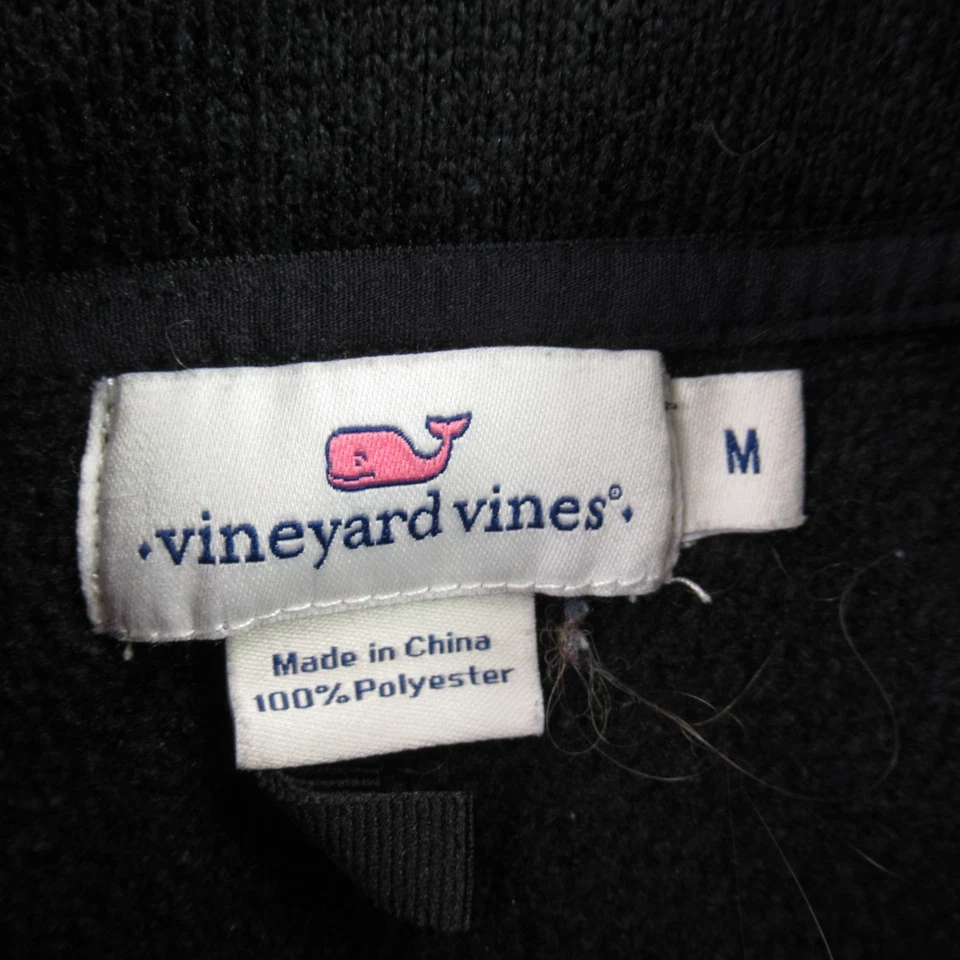 ·vineyard vines®·
M
Made in China
100% Polyester